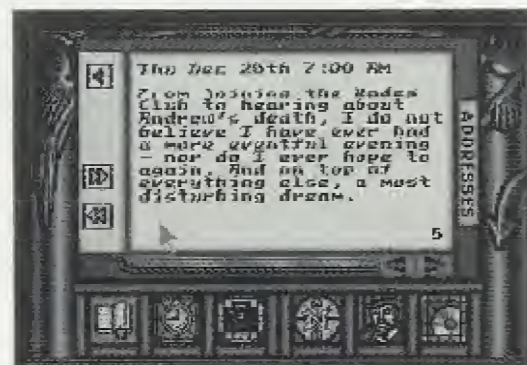 Thu Dec 20th 7:00 AM
From joining the Hades
Club to hearing about
Andrew's death, I do not
believe I have ever had
a more eventful evening
- nor do I ever hope to
again. And on top of
everything else, a most
disturbing dream.
5
ADDRESSES